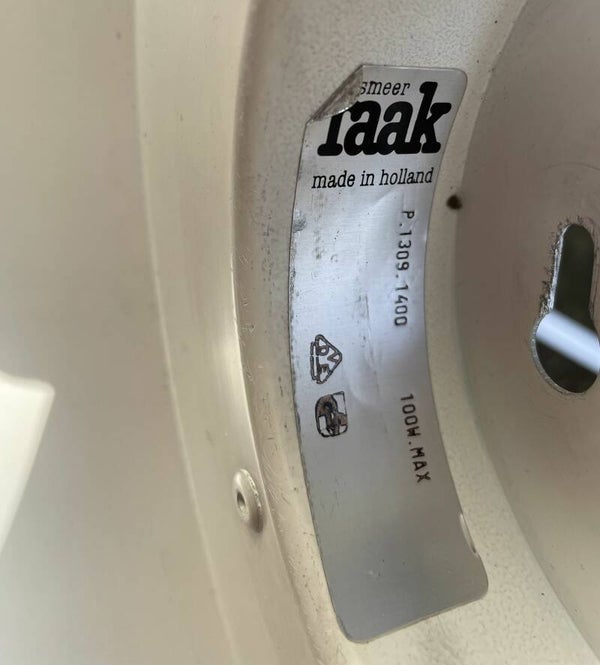 smeer
raak
made in holland
P.1309.1400
100W.MAX